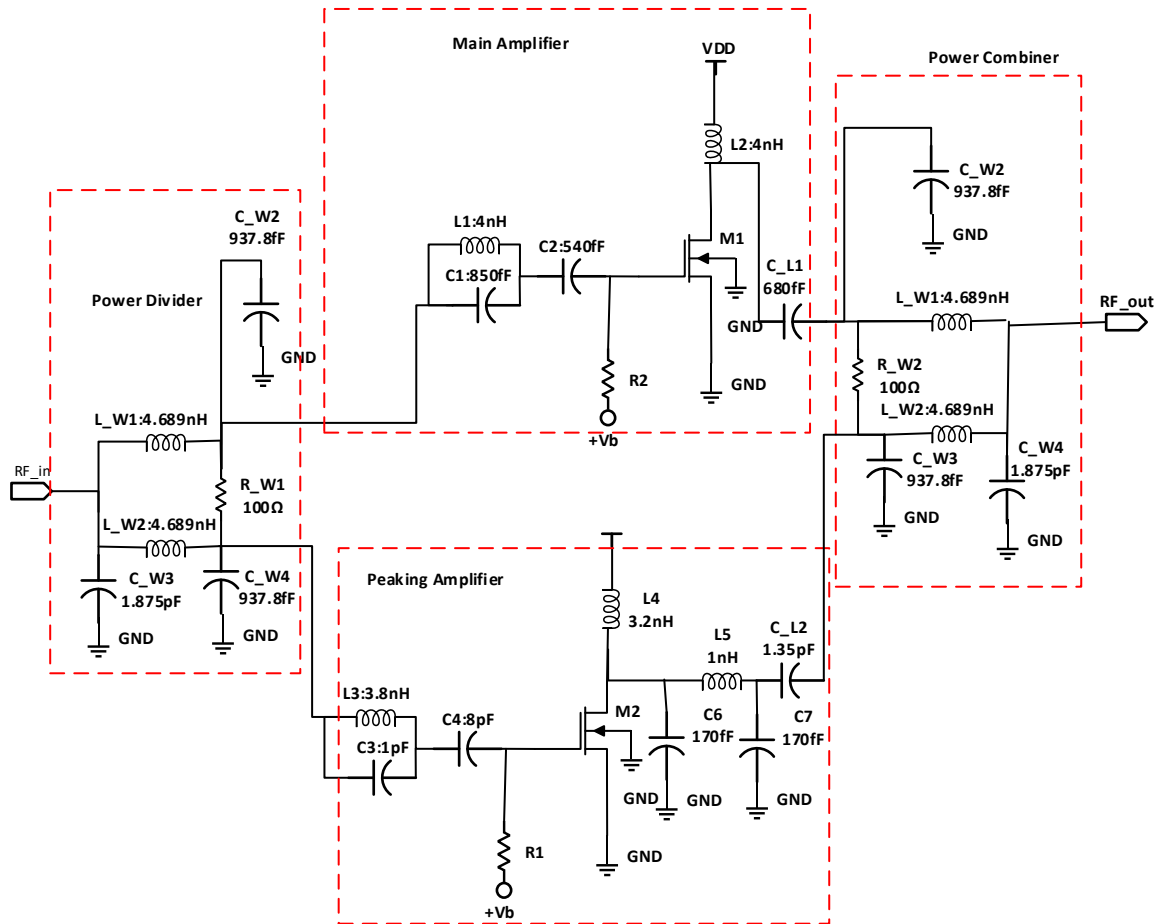 Main Amplifier
VDD
Power Combiner
L2:4nH
C_W2
937.8fF
GND
C_W2
937.8fF
L1:4nH
C1:850fF
C2:540fF
M1
C_L1
680fF
GND
GND
Power Divider
GND
L_W1:4.689nH
RF_out
R_W2
100Ω
R2
+Vb
L_W1:4.689nH
L_W2:4.689nH
C_W3
937.8fF
GND
C_W4
1.875pF
GND
RF_in
R_W1
100Ω
L_W2:4.689nH
C_W3
1.875pF
GND
C_W4
937.8fF
GND
Peaking Amplifier
L4
3.2nH
L5
1nH
C_L2
1.35pF
L3:3.8nH
C3:1pF
C4:8pF
M2
C6
170fF
C7
170fF
GND
GND
GND
GND
R1
+Vb